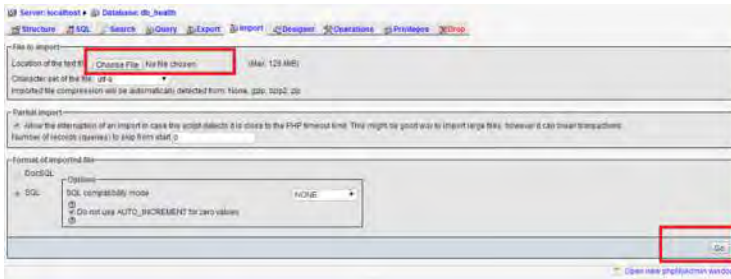 Server: localhost ▸ Database: db_health
Structure SQL Search Query Export Import Designer Operations Privileges Drop
File to import
Location of the text file Choose File No file chosen (Max: 128 MiB)
Character set of the file: utf-8
Imported file compression will be automatically detected from: None, gzip, bzip2, zip
Partial import
Allow the interruption of an import in case the script detects it is close to the PHP timeout limit. This might be good way to import large files, however it can break transactions.
Number of records (queries) to skip from start 0
Format of imported file
DocSQL
Options
SQL SQL compatibility mode NONE
Do not use AUTO_INCREMENT for zero values
Go
Open new phpMyAdmin window